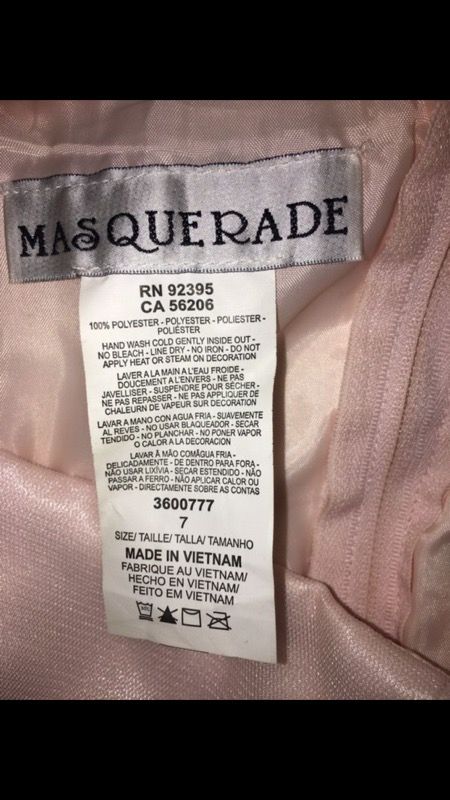 MASQUERADE
RN 92395
CA 56206
100% POLYESTER - POLYESTER - POLIESTER -
POLIÉSTER
HAND WASH COLD GENTLY INSIDE OUT -
NO BLEACH - LINE DRY - NO IRON - DO NOT
APPLY HEAT OR STEAM ON DECORATION
LAVER A LA MAIN A L'EAU FROIDE -
DOUCEMENT A L'ENVERS - NE PAS
JAVELLISER - SUSPENDRE POUR SÉCHER -
NE PAS REPASSER - NE PAS APPLIQUER DE
CHALEURN DE VAPEUR SUR DECORATION
LAVAR A MANO CON AGUA FRIA - SUAVEMENTE
AL REVES - NO USAR BLAQUEADOR - SECAR
TENDIDO - NO PLANCHAR - NO PONER VAPOR
O CALOR A LA DECORACION
LAVAR À MÃO COMÁGUA FRIA -
DELICADAMENTE - DE DENTRO PARA FORA -
NÃO USAR LIXÍVIA - SECAR ESTENDIDO - NÃO
PASSAR A FERRO - NÃO APLICAR CALOR OU
VAPOR - DIRECTAMENTE SOBRE AS CONTAS
3600777
7
SIZE/ TAILLE/ TALLA/ TAMANHO
MADE IN VIETNAM
FABRIQUE AU VIETNAM/
HECHO EN VIETNAM/
FEITO EM VIETNAM